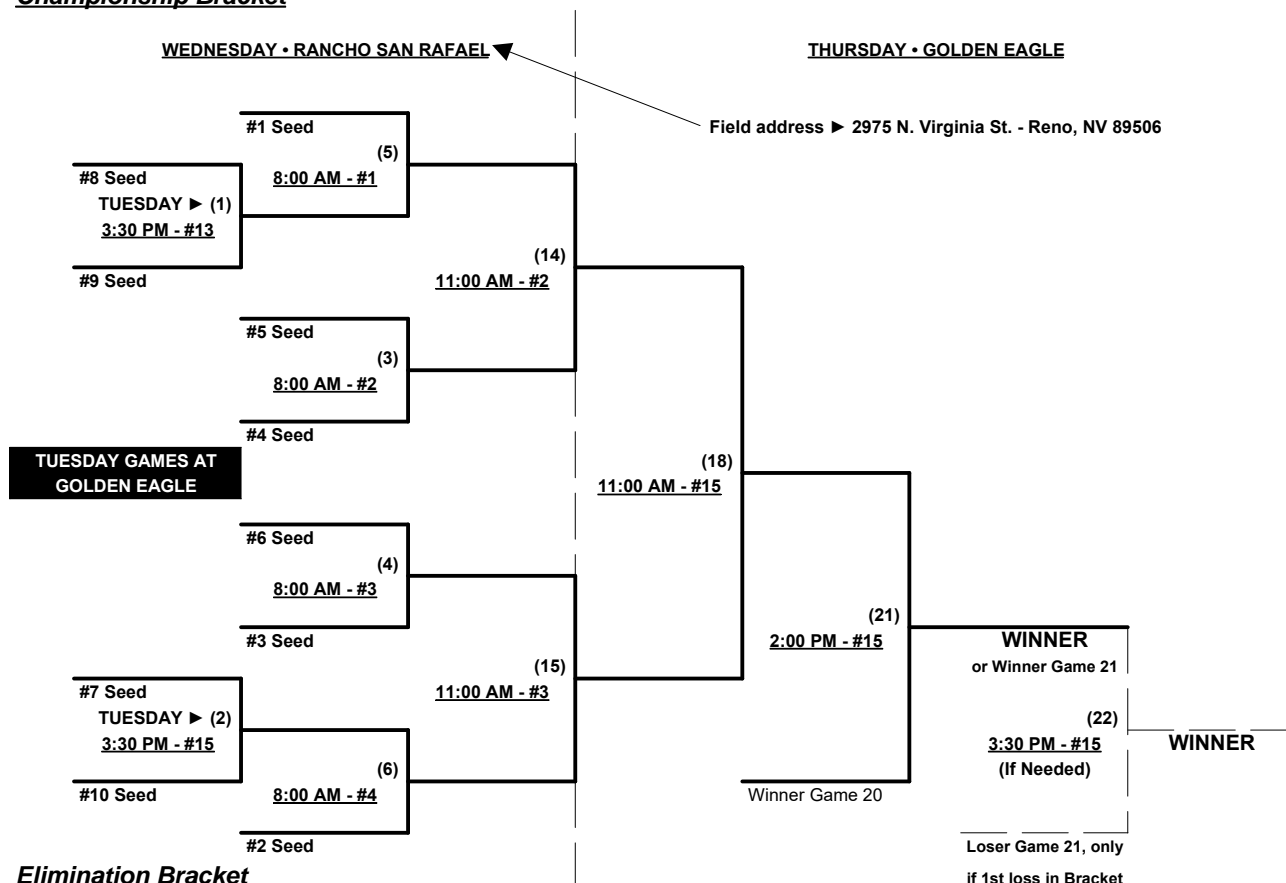 Championship Bracket
WEDNESDAY • RANCHO SAN RAFAEL
THURSDAY • GOLDEN EAGLE
Field address ► 2975 N. Virginia St. - Reno, NV 89506
#1 Seed
(5)
8:00 AM - #1
#8 Seed
TUESDAY ► (1)
3:30 PM - #13
#9 Seed
(14)
11:00 AM - #2
#5 Seed
(3)
8:00 AM - #2
#4 Seed
TUESDAY GAMES AT
GOLDEN EAGLE
(18)
11:00 AM - #15
#6 Seed
(4)
8:00 AM - #3
#3 Seed
(15)
11:00 AM - #3
#7 Seed
TUESDAY ► (2)
3:30 PM - #15
#10 Seed
(6)
8:00 AM - #4
#2 Seed
(21)
2:00 PM - #15
Winner Game 20
WINNER
or Winner Game 21
(22)
3:30 PM - #15
(If Needed)
WINNER
Loser Game 21, only
if 1st loss in Bracket
Elimination Bracket